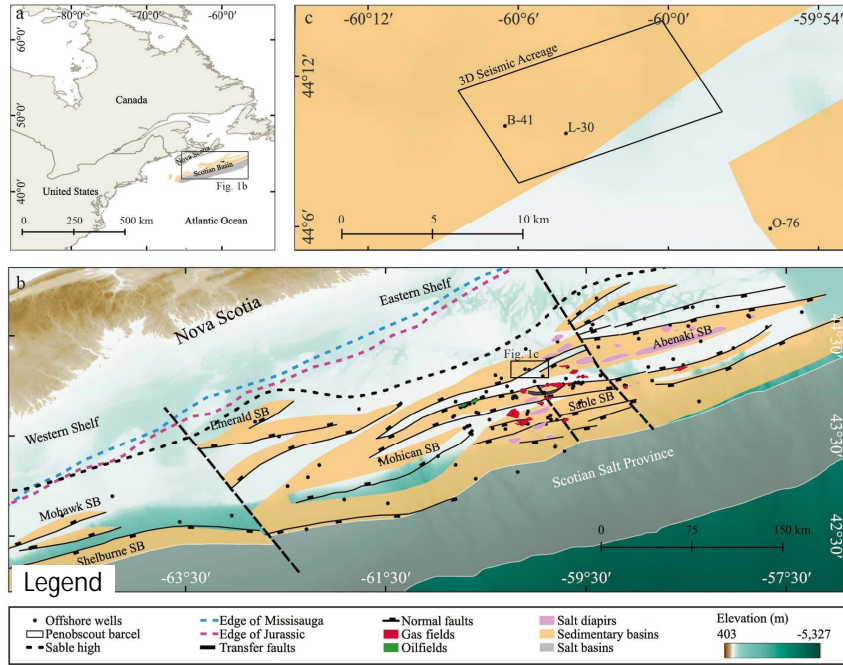 a
-80°0'
-70°0'
-60°0'
60°0'
50°0'
40°0'
Canada
Nova Scotia
Scotian Basin
Fig. 1b
United States
Atlantic Ocean
0 250 500 km
c
-60°12'
-60°6'
-60°0'
-59°54'
44°12'
44°6'
3D Seismic Acreage
B-41
L-30
O-76
0 5 10 km
b
Nova Scotia
Eastern Shelf
Western Shelf
Fig. 1c
Abenaki SB
Emerald SB
Sable SB
Mohican SB
Mohawk SB
Shelburne SB
Scotian Salt Province
44°30'
43°30'
42°30'
0 75 150 km
-63°30'
-61°30'
-59°30'
-57°30'
Legend
Offshore wells
Penobscout barcel
Sable high
Edge of Missisauga
Edge of Jurassic
Transfer faults
Normal faults
Gas fields
Oilfields
Salt diapirs
Sedimentary basins
Salt basins
Elevation (m)
403 -5,327